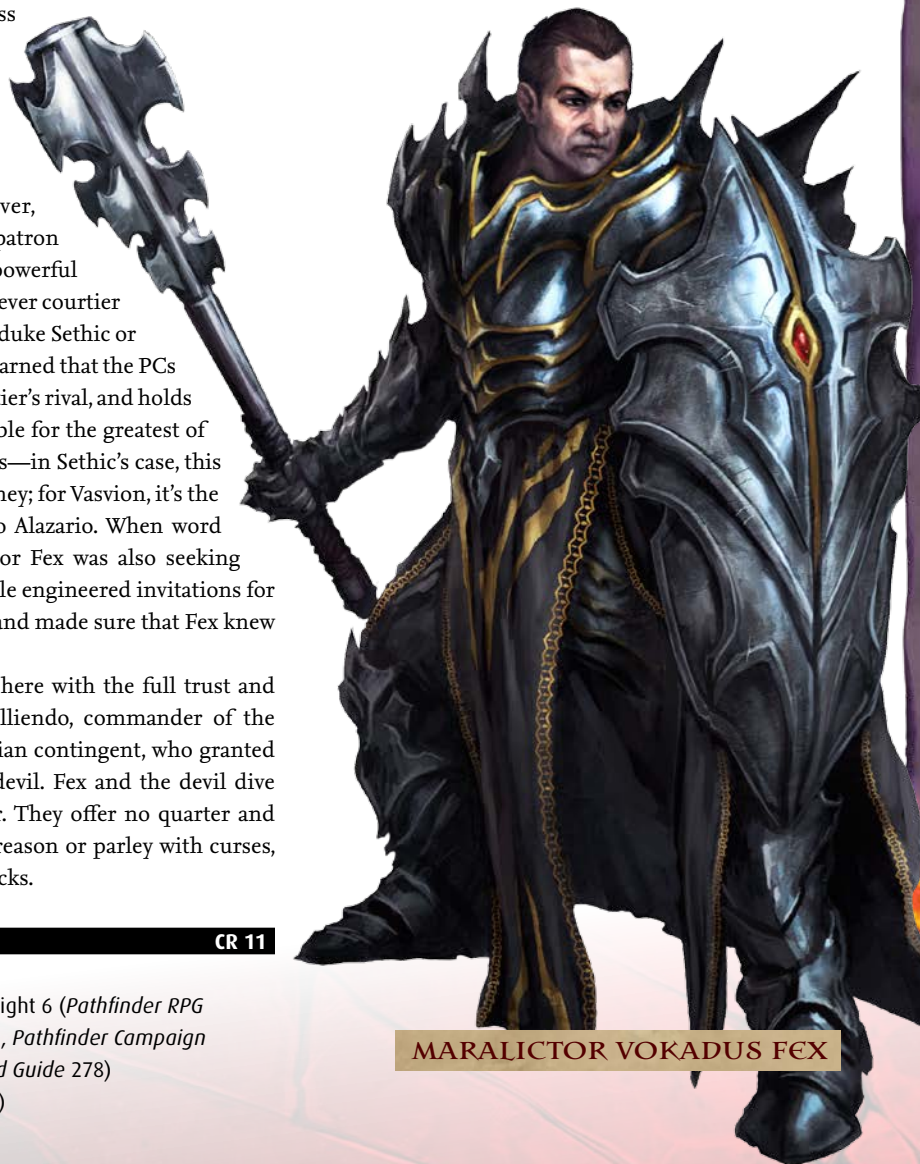 ss
ver,
patron
powerful
ever courtier
duke Sethic or
arned that the PCs
tier's rival, and holds
ble for the greatest of
s—in Sethic's case, this
ney; for Vasvion, it's the
o Alazario. When word
or Fex was also seeking
le engineered invitations for
and made sure that Fex knew
here with the full trust and
lliendo, commander of the
ian contingent, who granted
devil. Fex and the devil dive
r. They offer no quarter and
reason or parley with curses,
cks.
CR 11
ight 6 (Pathfinder RPG
, Pathfinder Campaign
d Guide 278)
)
MARALICTOR VOKADUS FEX